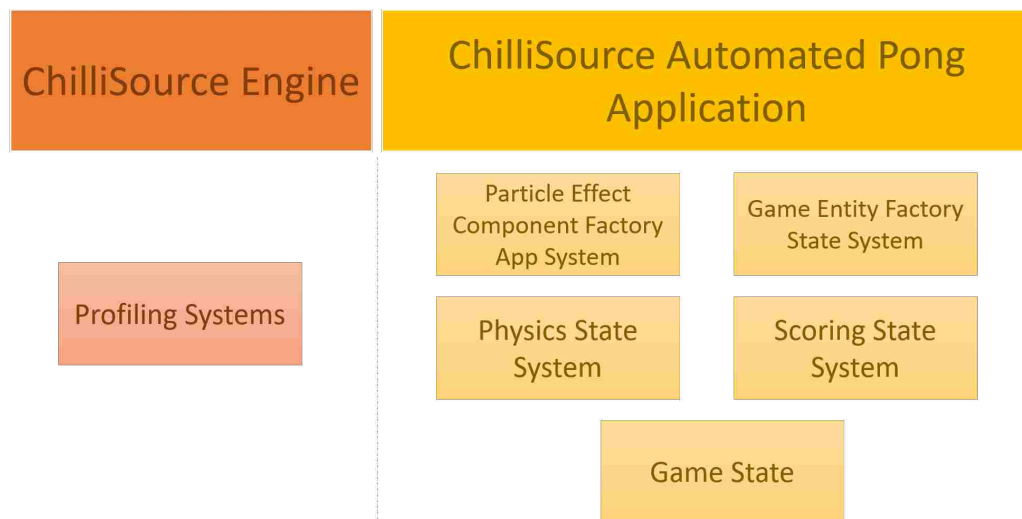 ChilliSource Engine
ChilliSource Automated Pong
Application
Particle Effect
Component Factory
App System
Game Entity Factory
State System
Profiling Systems
Physics State
System
Scoring State
System
Game State